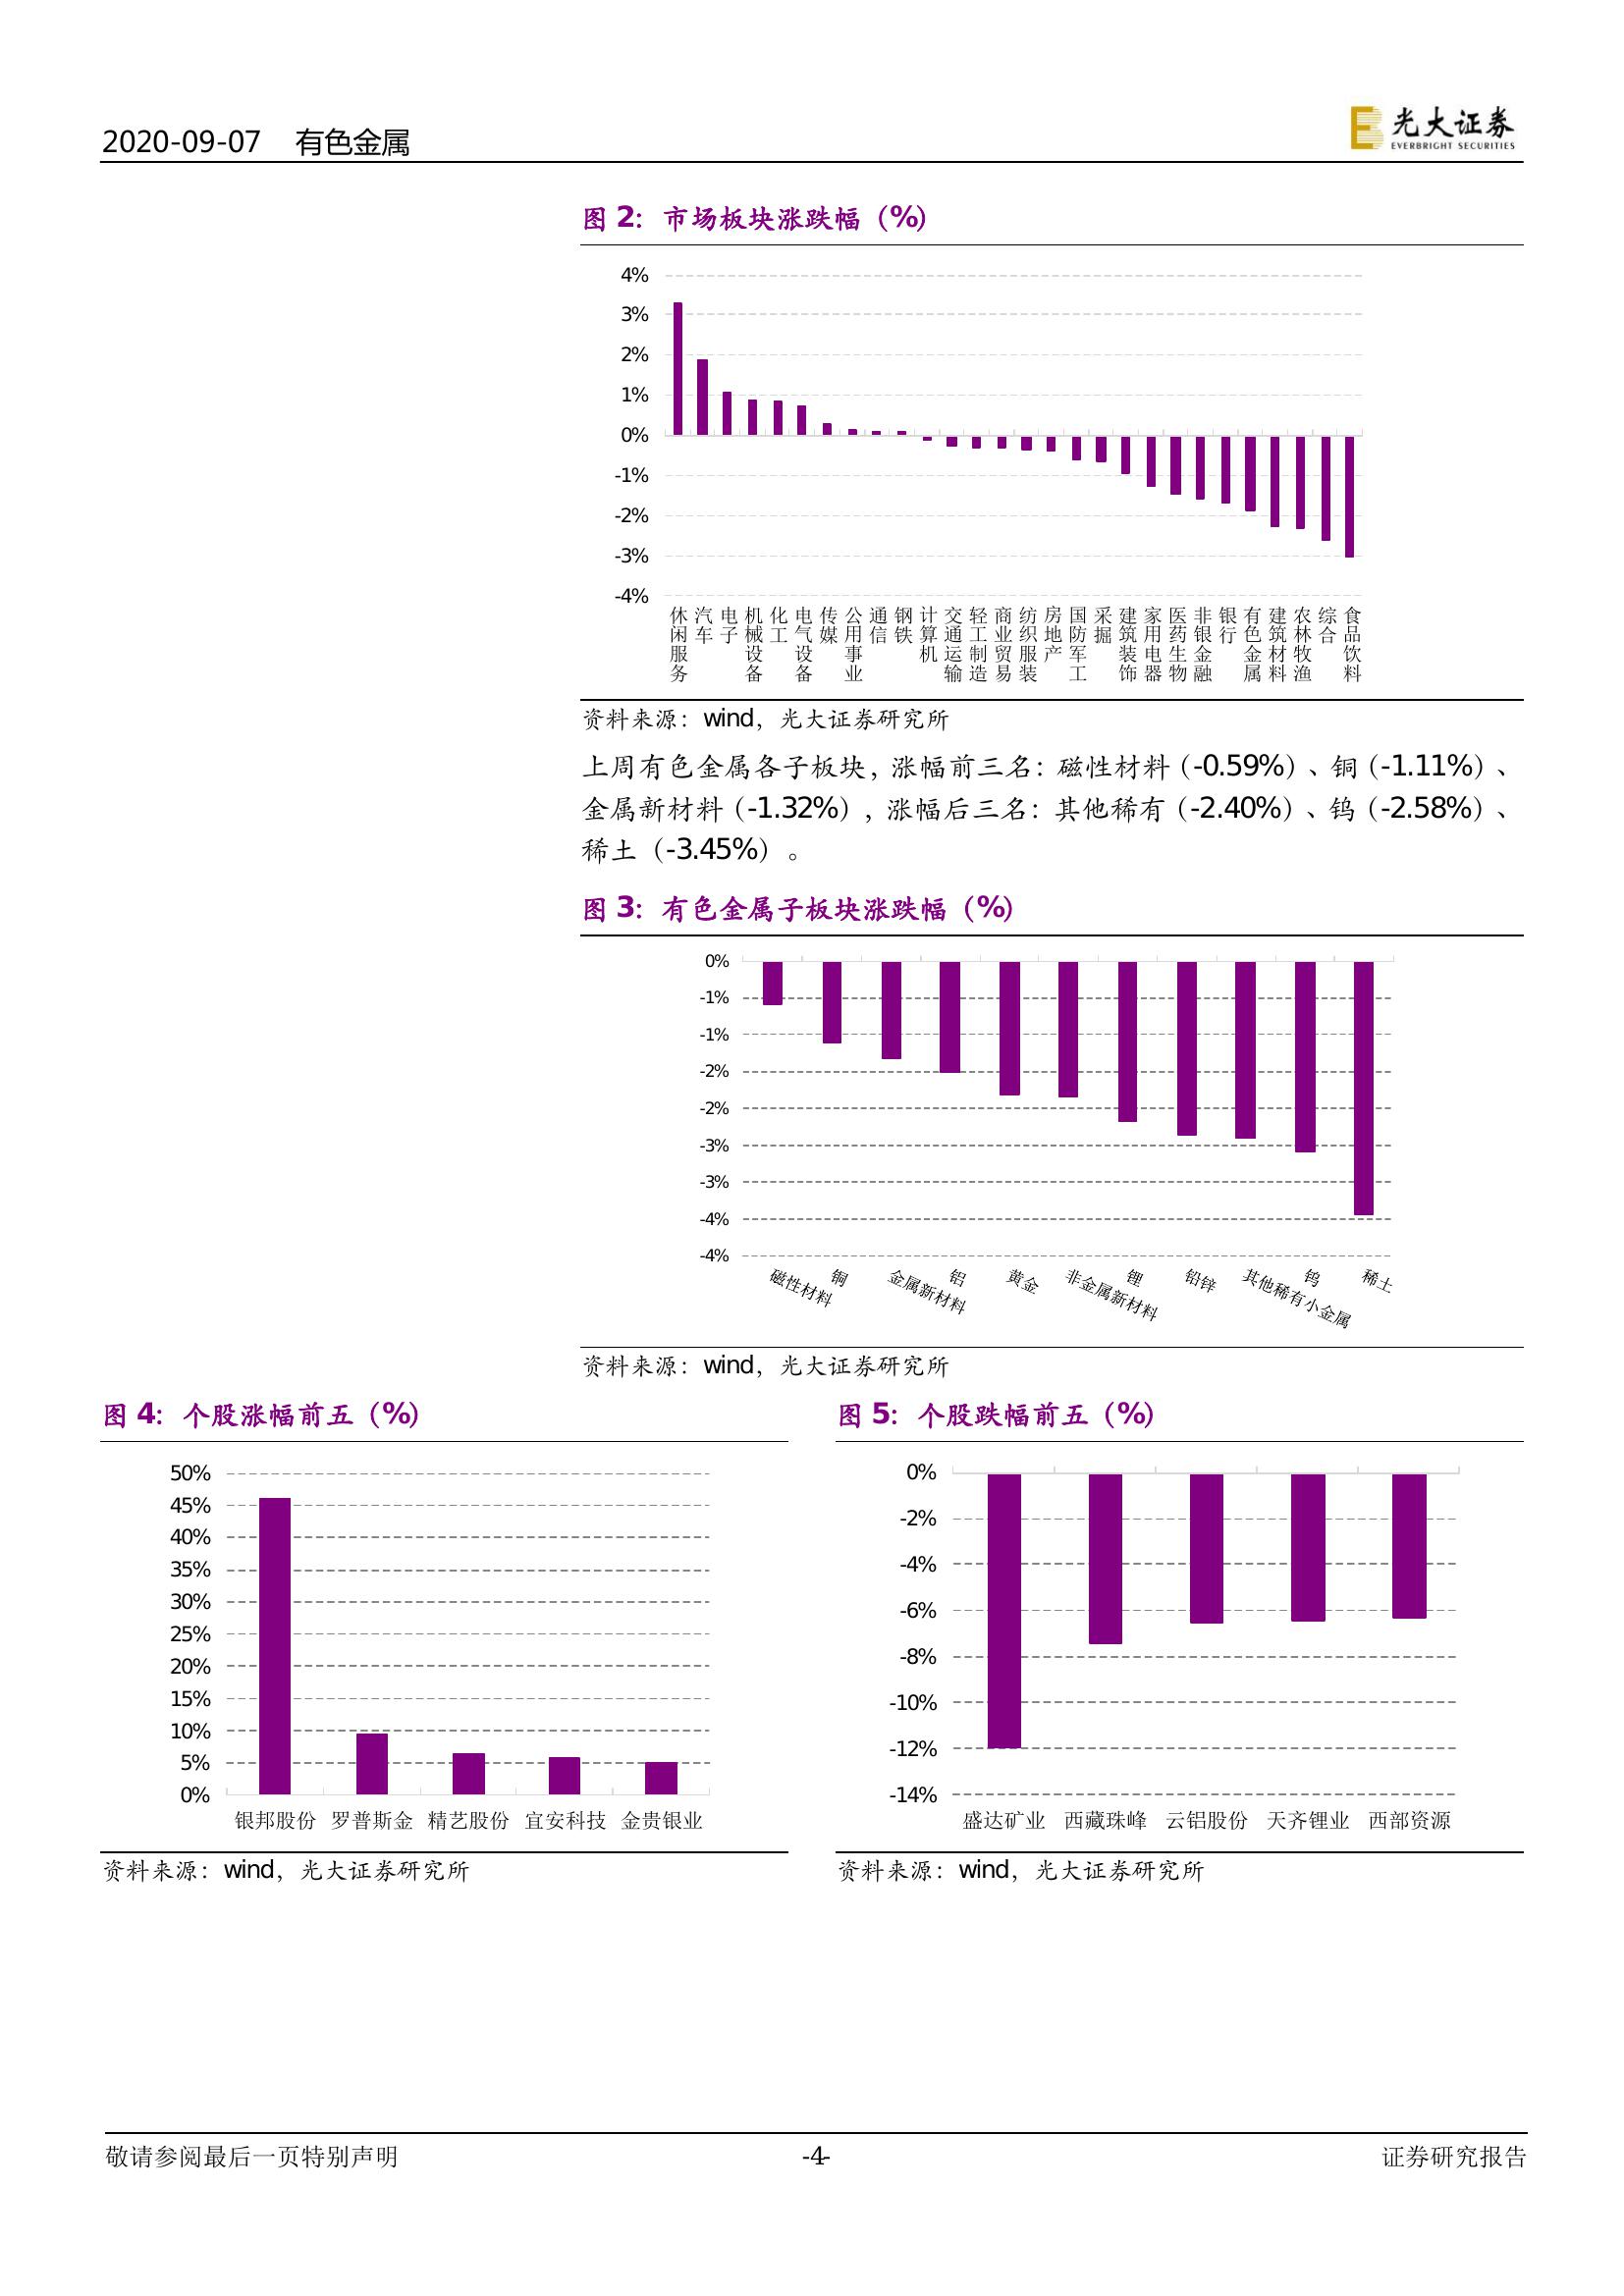 2020-09-07 有色金属
光大证券
EVERBRIGHT SECURITIES
图 2：市场板块涨跌幅（%）
4%
3%
2%
1%
0%
-1%
-2%
-3%
-4%
休闲服务 汽车 电子 机械设备 化工 电气设备 传媒 公用事业 通信 钢铁 计算机 交通运输 轻工制造 商业贸易 纺织服装 房地产 国防军工 采掘 建筑装饰 家用电器 医药生物 非银金融 银行 有色金属 建筑材料 农林牧渔 综合 食品饮料
资料来源：wind，光大证券研究所
上周有色金属各子板块，涨幅前三名：磁性材料（-0.59%）、铜（-1.11%）、
金属新材料（-1.32%），涨幅后三名：其他稀有（-2.40%）、钨（-2.58%）、
稀土（-3.45%）。
图 3：有色金属子板块涨跌幅（%）
0%
-1%
-1%
-2%
-2%
-3%
-3%
-4%
-4%
磁性材料 铜 金属新材料 铝 黄金 非金属新材料 锂 铅锌 其他稀有小金属 钨 稀土
资料来源：wind，光大证券研究所
图 4：个股涨幅前五（%）
50%
45%
40%
35%
30%
25%
20%
15%
10%
5%
0%
银邦股份 罗普斯金 精艺股份 宜安科技 金贵银业
资料来源：wind，光大证券研究所
图 5：个股跌幅前五（%）
0%
-2%
-4%
-6%
-8%
-10%
-12%
-14%
盛达矿业 西藏珠峰 云铝股份 天齐锂业 西部资源
资料来源：wind，光大证券研究所
敬请参阅最后一页特别声明 -4- 证券研究报告